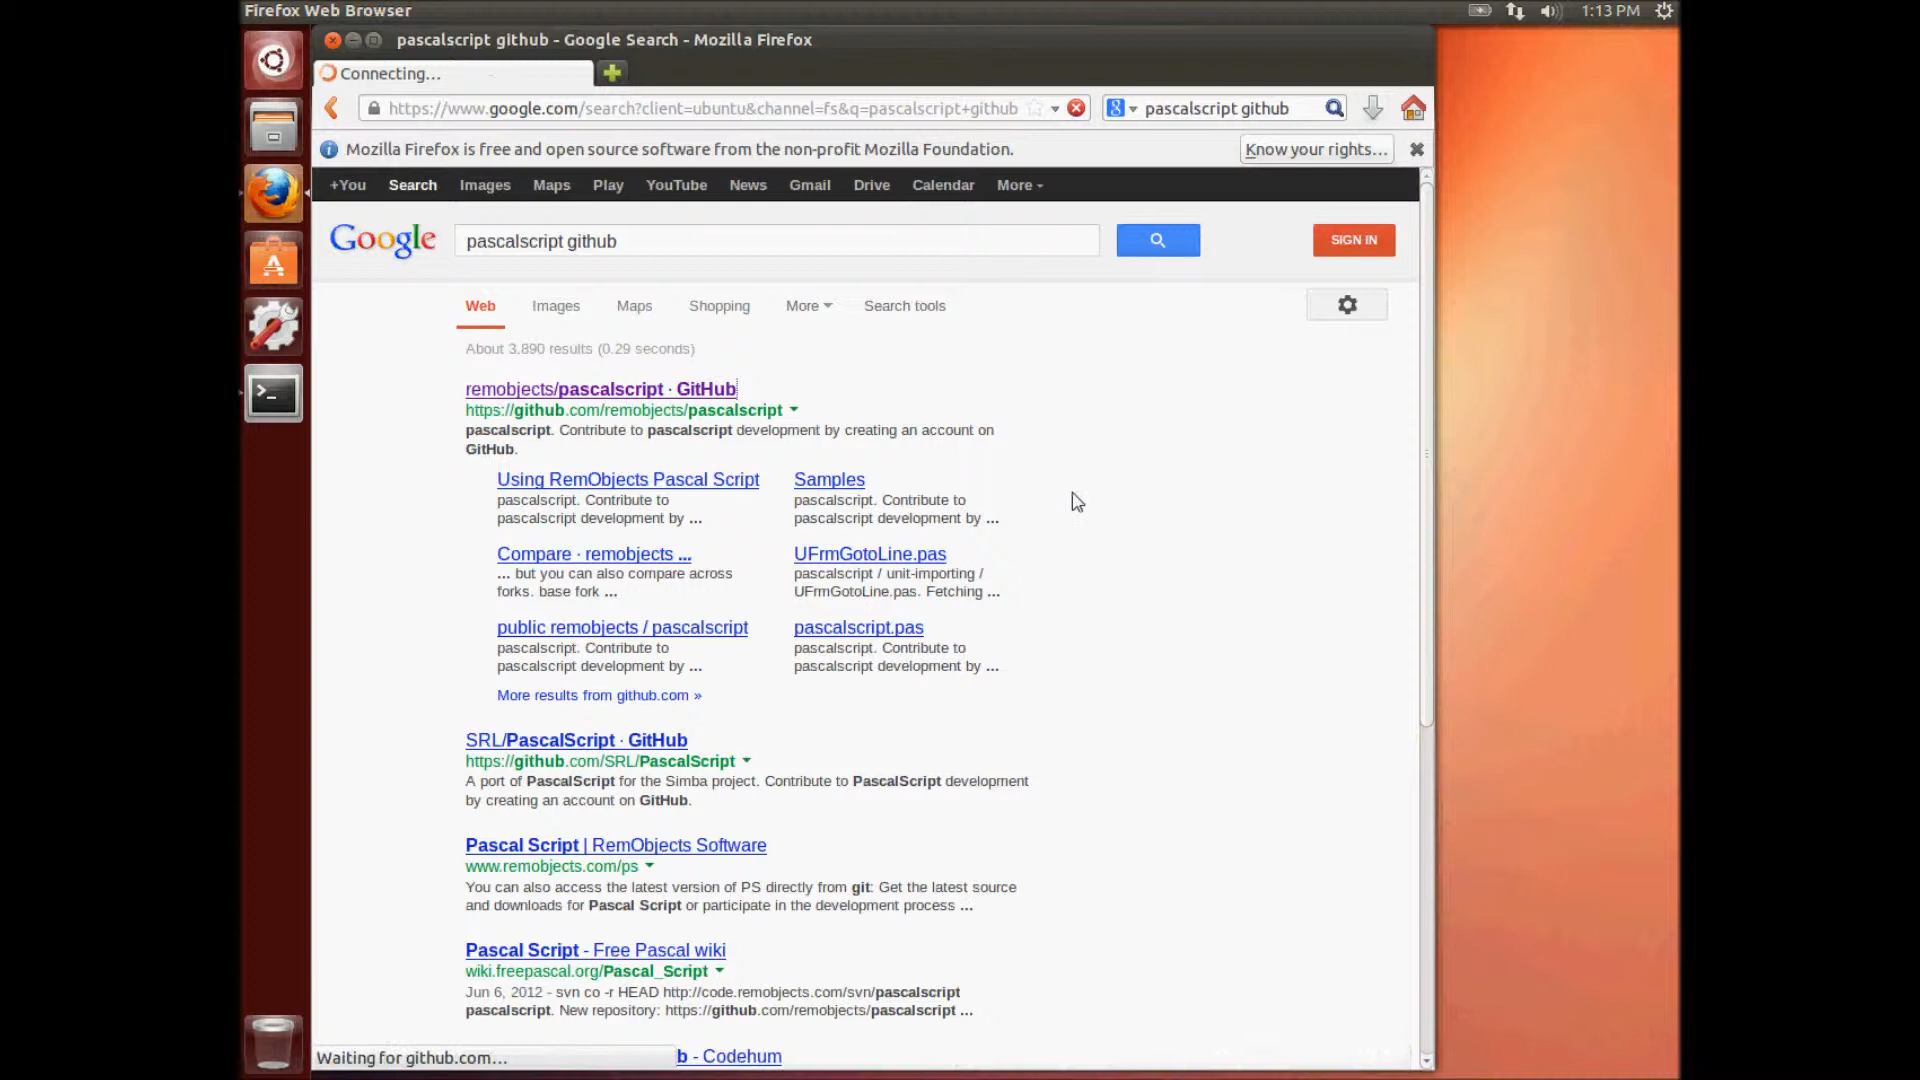 Firefox Web Browser
1:13 PM
pascalscript github - Google Search - Mozilla Firefox
Connecting...
https://www.google.com/search?client=ubuntu&channel=fs&q=pascalscript+github
pascalscript github
Mozilla Firefox is free and open source software from the non-profit Mozilla Foundation.
Know your rights...
+You Search Images Maps Play YouTube News Gmail Drive Calendar More
Google
pascalscript github
SIGN IN
Web Images Maps Shopping More Search tools
About 3,890 results (0.29 seconds)
remobjects/pascalscript · GitHub
https://github.com/remobjects/pascalscript
pascalscript. Contribute to pascalscript development by creating an account on
GitHub.
Using RemObjects Pascal Script
pascalscript. Contribute to
pascalscript development by ...
Samples
pascalscript. Contribute to
pascalscript development by ...
Compare · remobjects ...
... but you can also compare across
forks. base fork ...
UFrmGotoLine.pas
pascalscript / unit-importing /
UFrmGotoLine.pas. Fetching ...
public remobjects / pascalscript
pascalscript. Contribute to
pascalscript development by ...
pascalscript.pas
pascalscript. Contribute to
pascalscript development by ...
More results from github.com »
SRL/PascalScript · GitHub
https://github.com/SRL/PascalScript
A port of PascalScript for the Simba project. Contribute to PascalScript development
by creating an account on GitHub.
Pascal Script | RemObjects Software
www.remobjects.com/ps
You can also access the latest version of PS directly from git: Get the latest source
and downloads for Pascal Script or participate in the development process ...
Pascal Script - Free Pascal wiki
wiki.freepascal.org/Pascal_Script
Jun 6, 2012 - svn co -r HEAD http://code.remobjects.com/svn/pascalscript
pascalscript. New repository: https://github.com/remobjects/pascalscript ...
b - Codehum
Waiting for github.com...